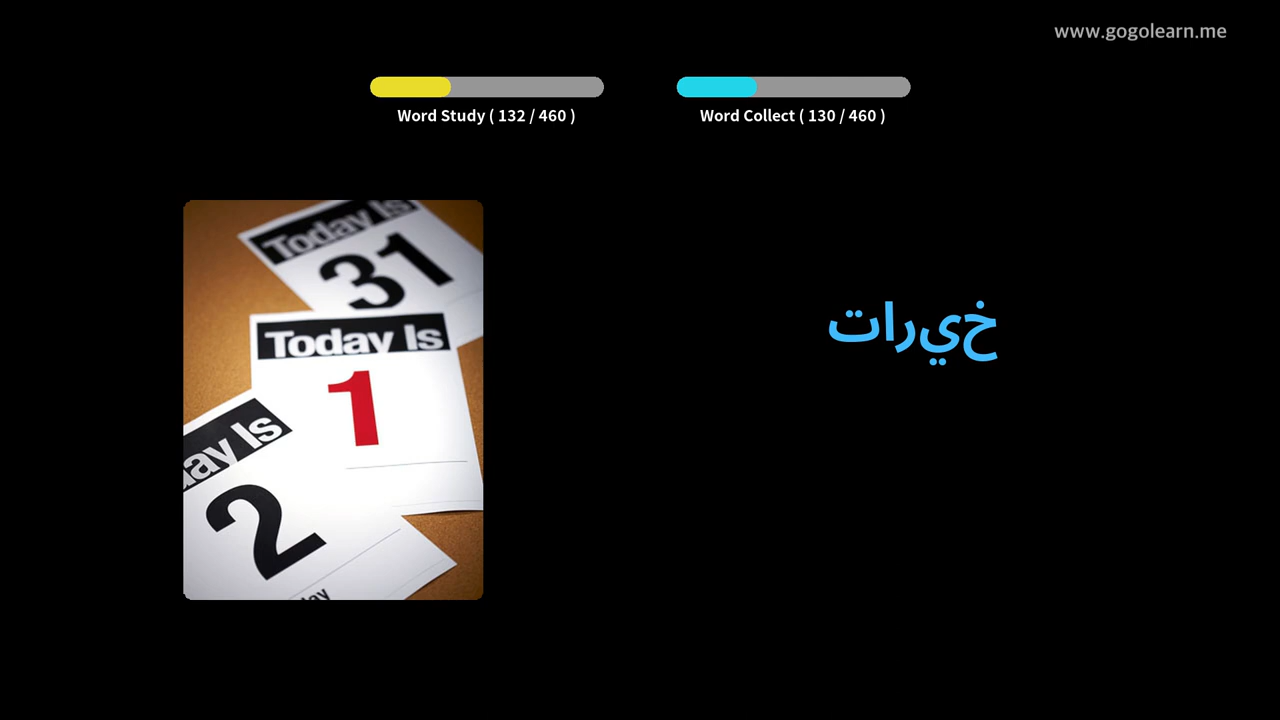 www.gogolearn.me
Word Study ( 132 / 460 )
Word Collect ( 130 / 460 )
Today Is
31
Today Is
1
ay Is
2
تاريخ